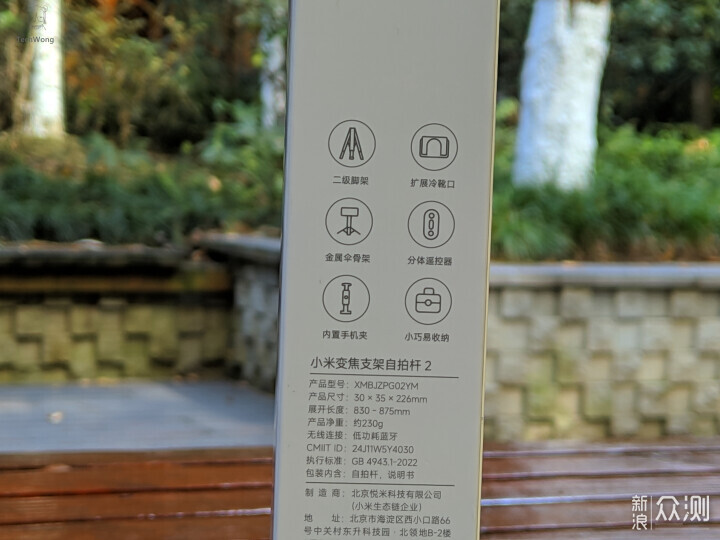 二级脚架
扩展冷靴口
金属伞骨架
分体遥控器
内置手机夹
小巧易收纳
小米变焦支架自拍杆 2
产品型号：XMBJZPG02YM
产品尺寸：30 × 35 × 226mm
展开长度：830 - 875mm
产品净重：约230g
无线连接：低功耗蓝牙
CMIIT ID：24J11W5Y4030
执行标准：GB 4943.1-2022
包装内含：自拍杆，说明书
制 造 商：北京悦米科技有限公司
（小米生态链企业）
地 址：北京市海淀区西小口路66
号中关村东升科技园 · 北领地B-2楼
新浪 众测